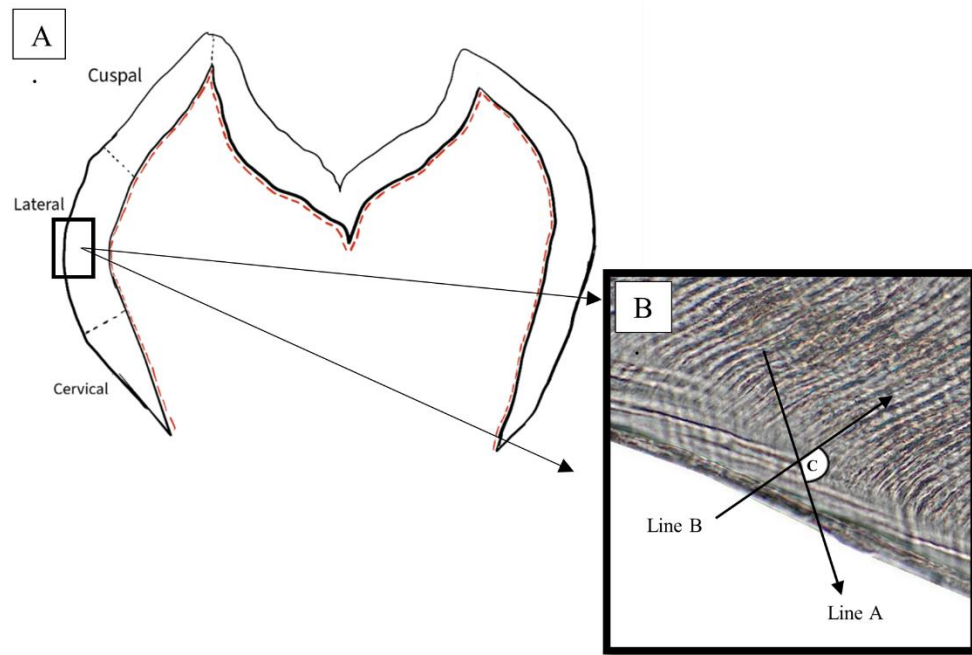 A
Cuspal
Lateral
Cervical
B
C
Line B
Line A